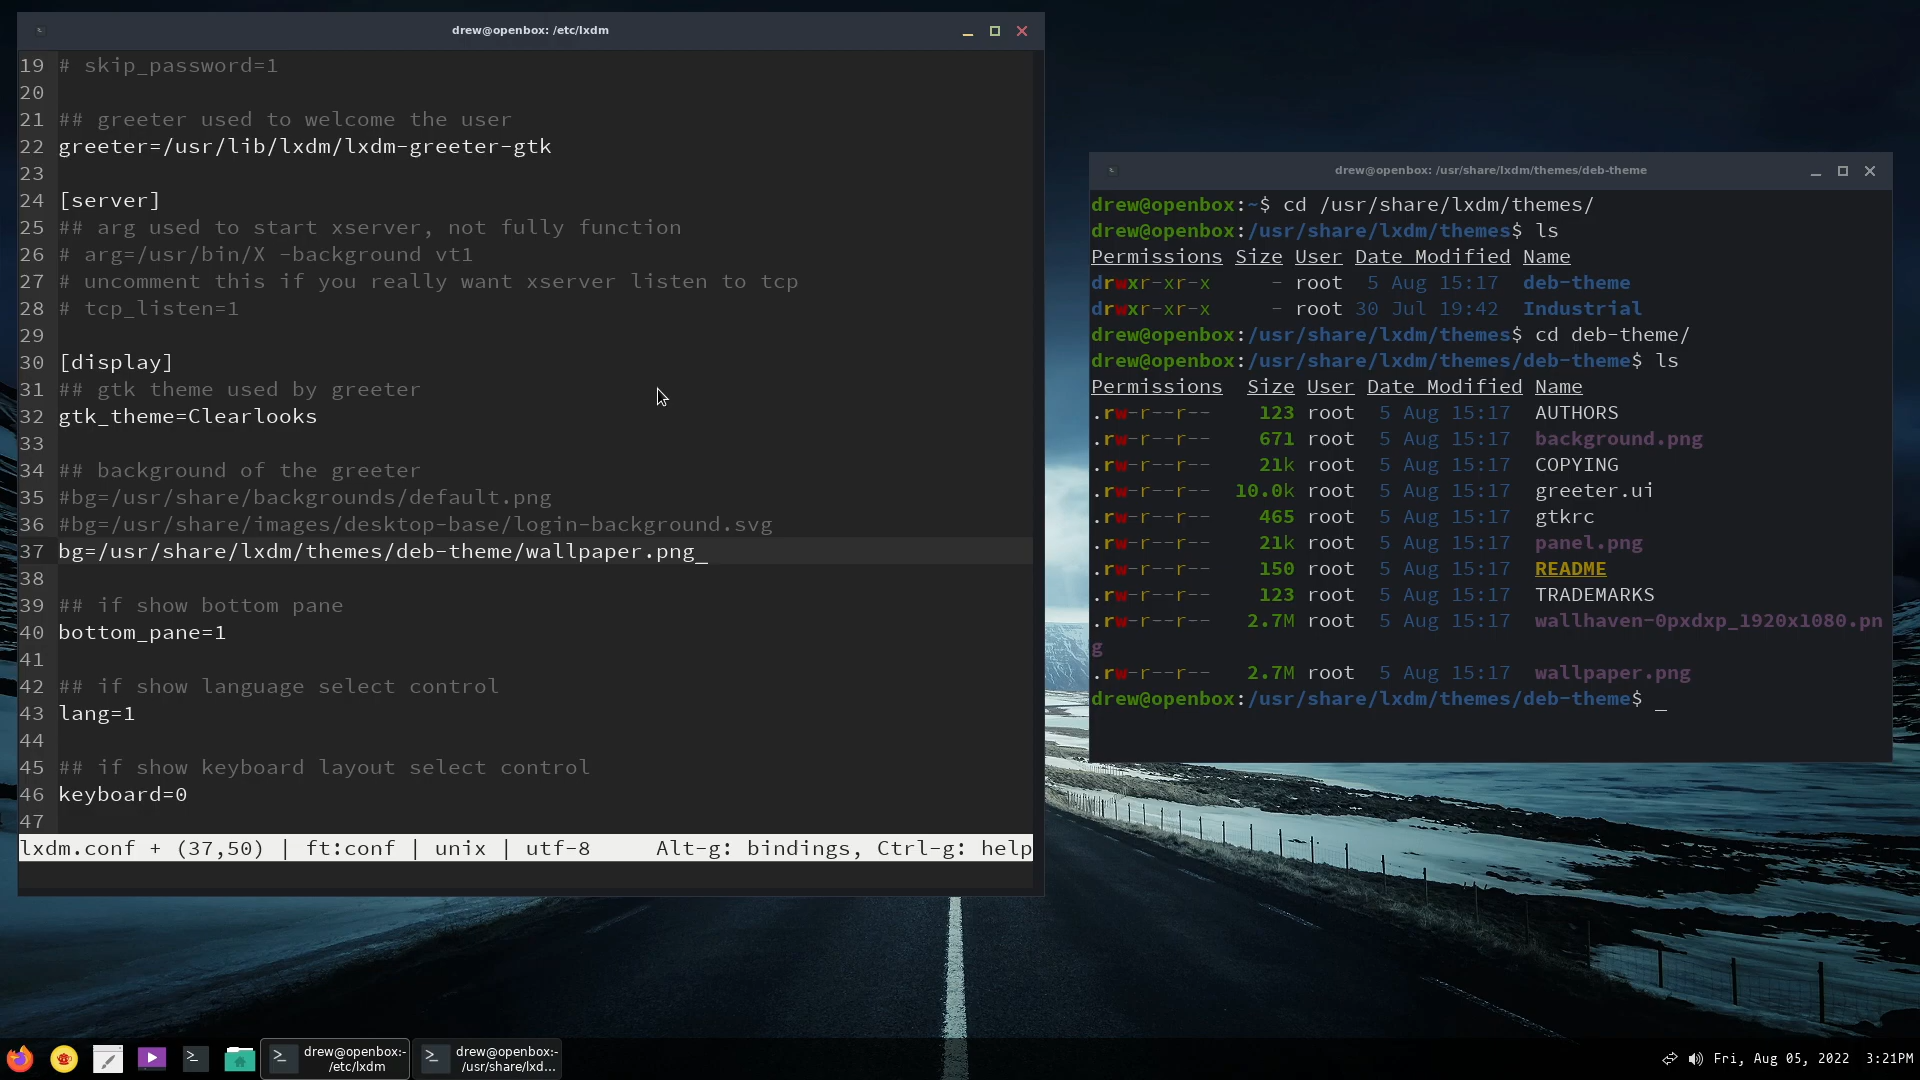 drew@openbox: /etc/lxdm
19 # skip_password=1
20
21 ## greeter used to welcome the user
22 greeter=/usr/lib/lxdm/lxdm-greeter-gtk
23
24 [server]
25 ## arg used to start xserver, not fully function
26 # arg=/usr/bin/X -background vt1
27 # uncomment this if you really want xserver listen to tcp
28 # tcp_listen=1
29
30 [display]
31 ## gtk theme used by greeter
32 gtk_theme=Clearlooks
33
34 ## background of the greeter
35 #bg=/usr/share/backgrounds/default.png
36 #bg=/usr/share/images/desktop-base/login-background.svg
37 bg=/usr/share/lxdm/themes/deb-theme/wallpaper.png_
38
39 ## if show bottom pane
40 bottom_pane=1
41
42 ## if show language select control
43 lang=1
44
45 ## if show keyboard layout select control
46 keyboard=0
47
lxdm.conf + (37,50) | ft:conf | unix | utf-8 Alt-g: bindings, Ctrl-g: help
drew@openbox: /usr/share/lxdm/themes/deb-theme
drew@openbox:~$ cd /usr/share/lxdm/themes/
drew@openbox:/usr/share/lxdm/themes$ ls
Permissions Size User Date Modified Name
drwxr-xr-x - root 5 Aug 15:17 deb-theme
drwxr-xr-x - root 30 Jul 19:42 Industrial
drew@openbox:/usr/share/lxdm/themes$ cd deb-theme/
drew@openbox:/usr/share/lxdm/themes/deb-theme$ ls
Permissions Size User Date Modified Name
.rw-r--r-- 123 root 5 Aug 15:17 AUTHORS
.rw-r--r-- 671 root 5 Aug 15:17 background.png
.rw-r--r-- 21k root 5 Aug 15:17 COPYING
.rw-r--r-- 10.0k root 5 Aug 15:17 greeter.ui
.rw-r--r-- 465 root 5 Aug 15:17 gtkrc
.rw-r--r-- 21k root 5 Aug 15:17 panel.png
.rw-r--r-- 150 root 5 Aug 15:17 README
.rw-r--r-- 123 root 5 Aug 15:17 TRADEMARKS
.rw-r--r-- 2.7M root 5 Aug 15:17 wallhaven-0pxdxp_1920x1080.pn
g
.rw-r--r-- 2.7M root 5 Aug 15:17 wallpaper.png
drew@openbox:/usr/share/lxdm/themes/deb-theme$ _
drew@openbox:-
/etc/lxdm
drew@openbox:-
/usr/share/lxd...
Fri, Aug 05, 2022 3:21PM